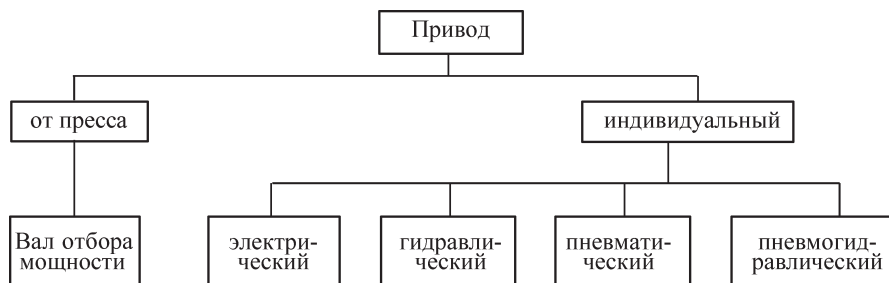 Привод
от пресса
индивидуальный
Вал отбора
мощности
электри-
ческий
гидравли-
ческий
пневмати-
ческий
пневмогид-
равлический